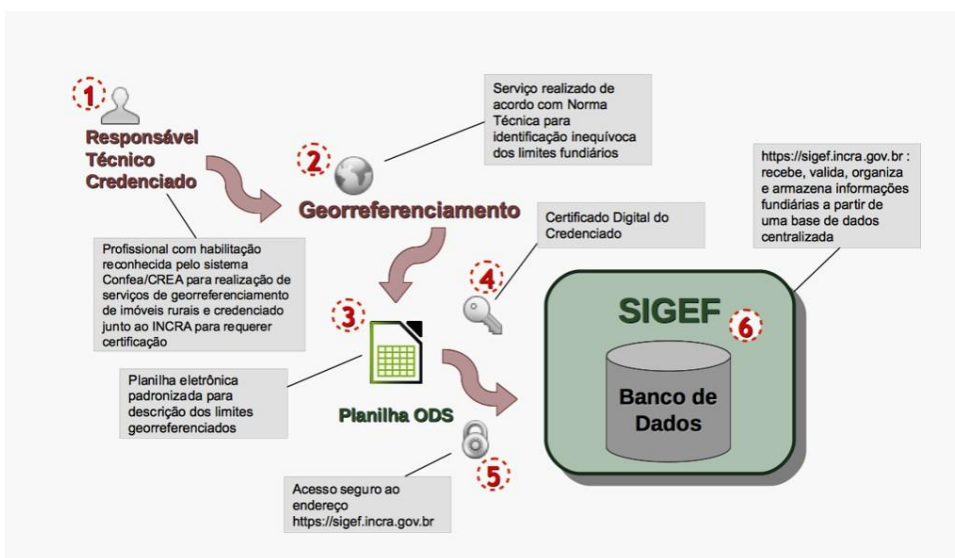 1
Responsável
Técnico
Credenciado
Profissional com habilitação
reconhecida pelo sistema
Confea/CREA para realização de
serviços de georreferenciamento
de imóveis rurais e credenciado
junto ao INCRA para requerer
certificação
2
Georreferenciamento
Serviço realizado de
acordo com Norma
Técnica para
identificação inequívoca
dos limites fundiários
3
Planilha ODS
Planilha eletrônica
padronizada para
descrição dos limites
georreferenciados
4
Certificado Digital do
Credenciado
5
Acesso seguro ao
endereço
https://sigef.incra.gov.br
https://sigef.incra.gov.br :
recebe, valida, organiza
e armazena informações
fundiárias a partir de
uma base de dados
centralizada
SIGEF
6
Banco de
Dados